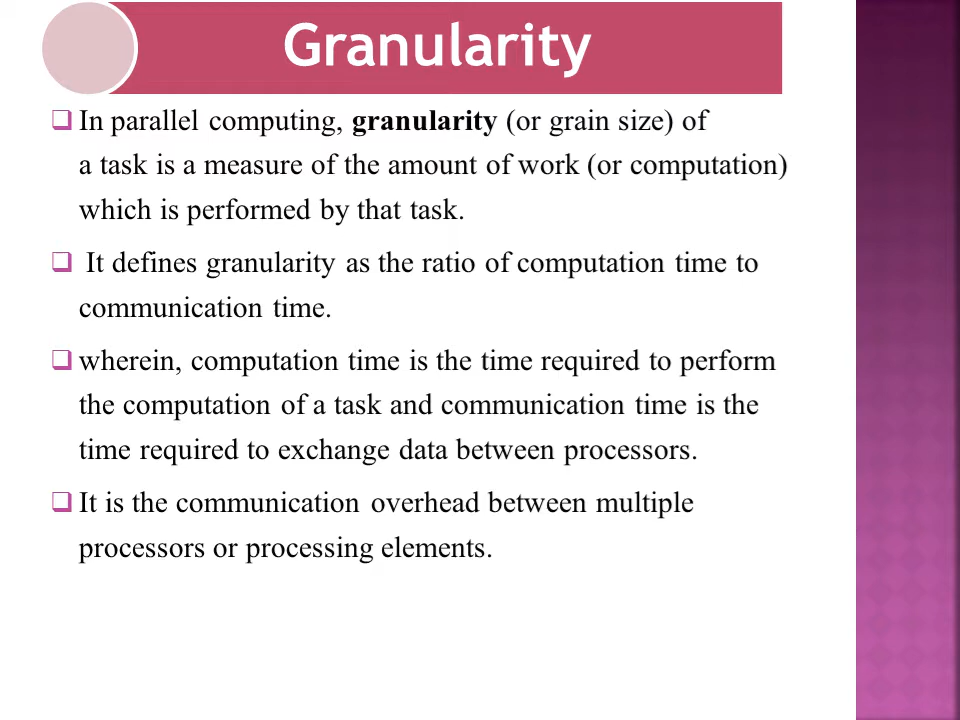 Granularity
In parallel computing, granularity (or grain size) of
a task is a measure of the amount of work (or computation)
which is performed by that task.
It defines granularity as the ratio of computation time to
communication time.
wherein, computation time is the time required to perform
the computation of a task and communication time is the
time required to exchange data between processors.
It is the communication overhead between multiple
processors or processing elements.